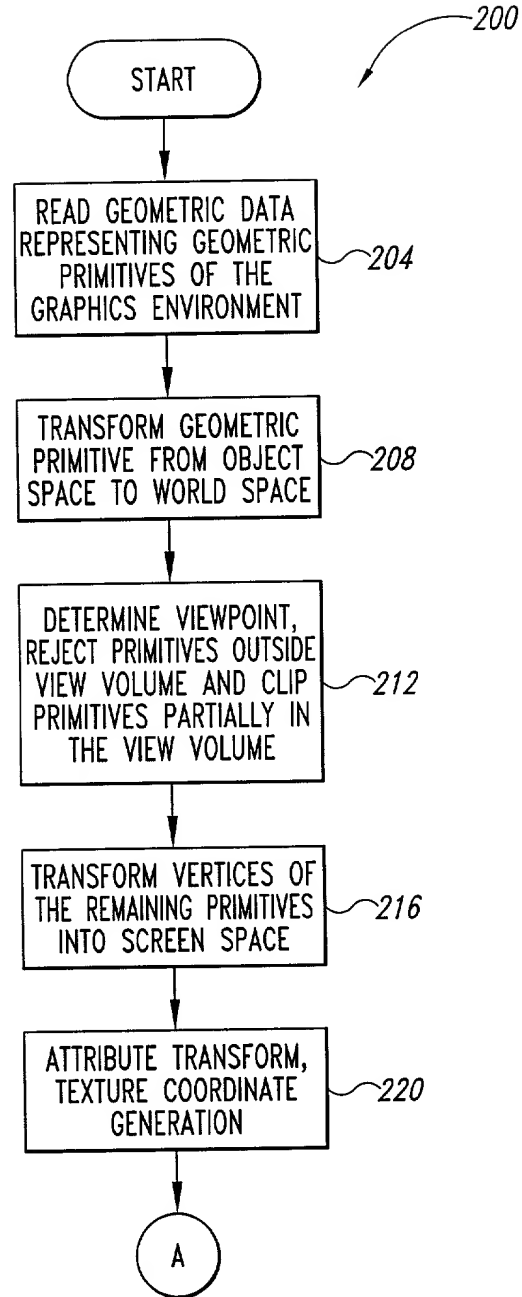 200
START
READ GEOMETRIC DATA
REPRESENTING GEOMETRIC
PRIMITIVES OF THE
GRAPHICS ENVIRONMENT
204
TRANSFORM GEOMETRIC
PRIMITIVE FROM OBJECT
SPACE TO WORLD SPACE
208
DETERMINE VIEWPOINT,
REJECT PRIMITIVES OUTSIDE
VIEW VOLUME AND CLIP
PRIMITIVES PARTIALLY IN
THE VIEW VOLUME
212
TRANSFORM VERTICES OF
THE REMAINING PRIMITIVES
INTO SCREEN SPACE
216
ATTRIBUTE TRANSFORM,
TEXTURE COORDINATE
GENERATION
220
A